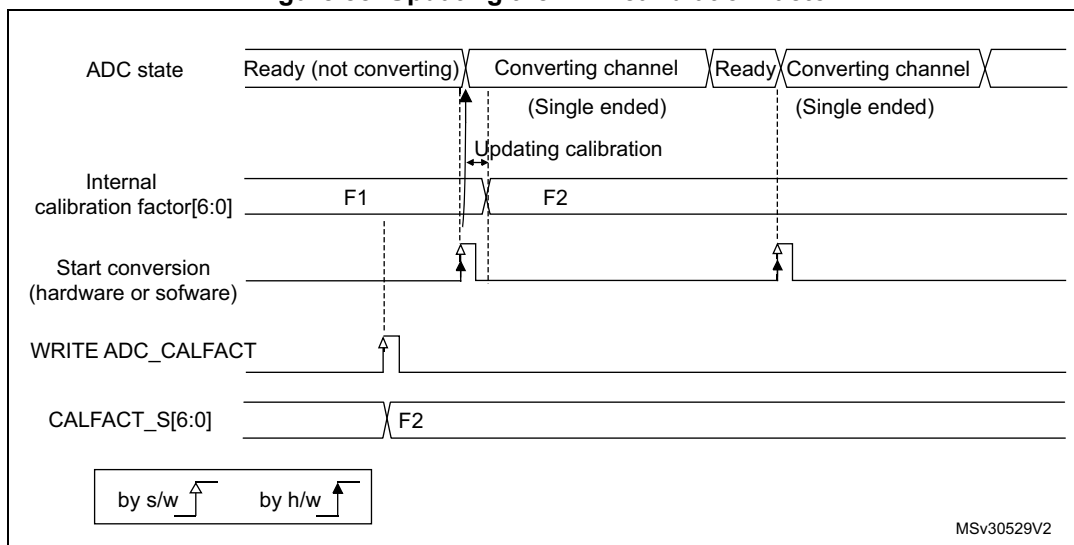 ADC state
Ready (not converting)
Converting channel
Ready
Converting channel
(Single ended)
(Single ended)
Updating calibration
Internal
calibration factor[6:0]
F1
F2
Start conversion
(hardware or sofware)
WRITE ADC_CALFACT
CALFACT_S[6:0]
F2
by s/w
by h/w
MSv30529V2